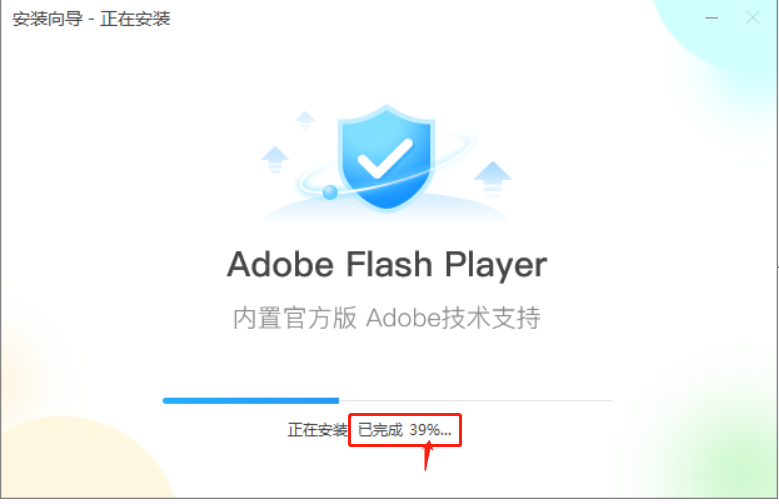 安装向导 - 正在安装
Adobe Flash Player
内置官方版 Adobe技术支持
正在安装 已完成 39%...